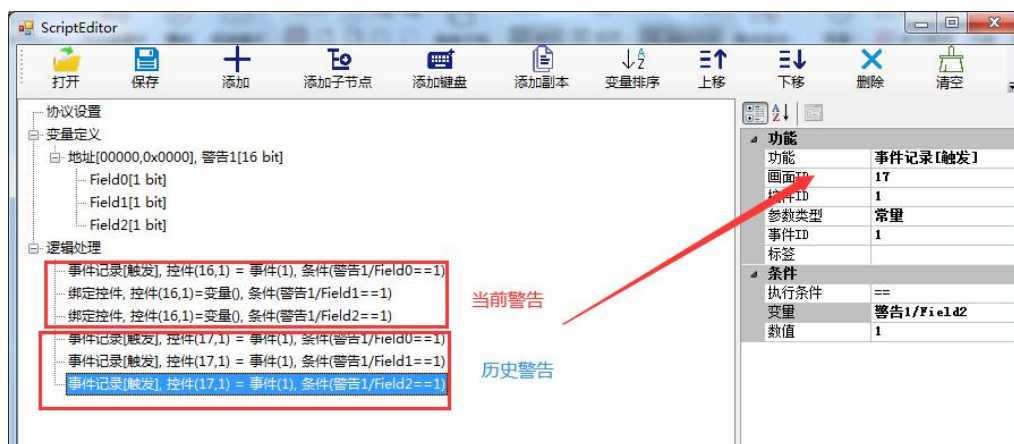 ScriptEditor
打开 保存 添加 添加子节点 添加键盘 添加副本 变量排序 上移 下移 删除 清空
协议设置
变量定义
地址[00000,0x0000], 警告1[16 bit]
Field0[1 bit]
Field1[1 bit]
Field2[1 bit]
逻辑处理
事件记录[触发], 控件(16,1) = 事件(1), 条件(警告1/Field0==1)
绑定控件, 控件(16,1)=变量(), 条件(警告1/Field1==1)
绑定控件, 控件(16,1)=变量(), 条件(警告1/Field2==1)
事件记录[触发], 控件(17,1) = 事件(1), 条件(警告1/Field0==1)
事件记录[触发], 控件(17,1) = 事件(1), 条件(警告1/Field1==1)
事件记录[触发], 控件(17,1) = 事件(1), 条件(警告1/Field2==1)
当前警告
历史警告
功能
功能 事件记录[触发]
画面ID 17
控件ID 1
参数类型 常量
事件ID 1
标签
条件
执行条件 ==
变量 警告1/Field2
数值 1